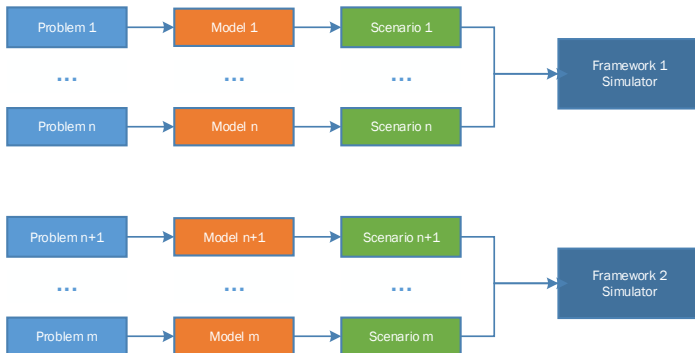 Problem 1
Model 1
Scenario 1
Framework 1
Simulator
...
...
...
Problem n
Model n
Scenario n
Problem n+1
Model n+1
Scenario n+1
Framework 2
Simulator
...
...
...
Problem m
Model m
Scenario m